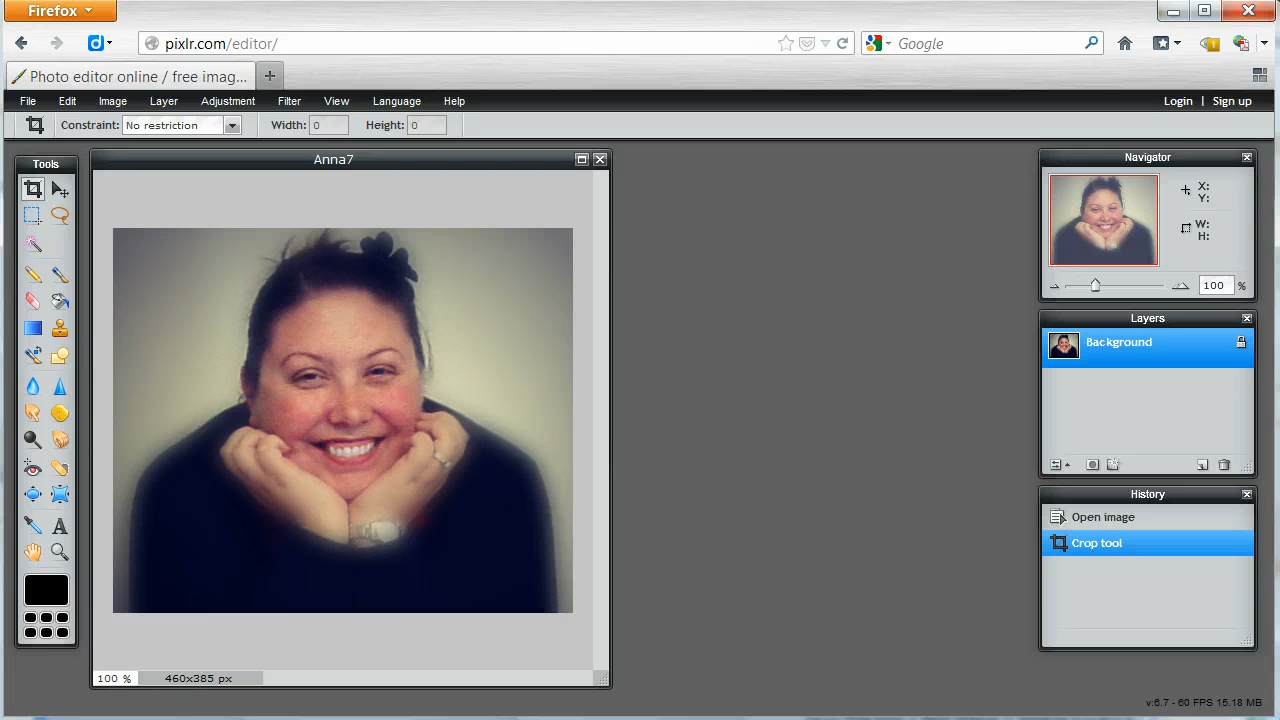 Firefox
pixlr.com/editor/
Google
Photo editor online / free imag...
File Edit Image Layer Adjustment Filter View Language Help Login | Sign up
Constraint: No restriction Width: 0 Height: 0
Tools
Anna7
100 % 460x385 px
Navigator
X:
Y:
W:
H:
100 %
Layers
Background
History
Open image
Crop tool
v:6.7 - 60 FPS 15.18 MB